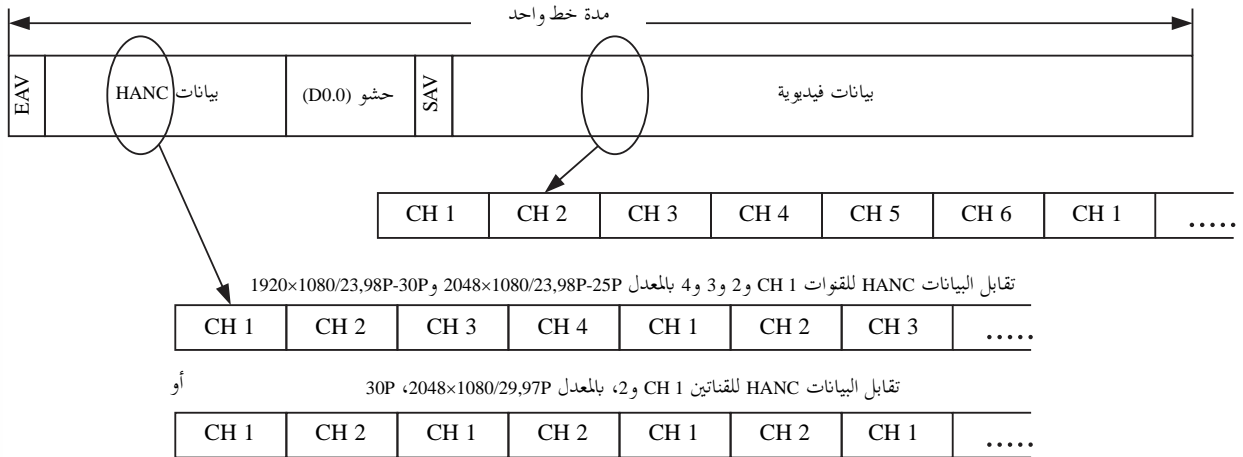 مدة خط واحد
EAV
بيانات HANC
حشو (D0.0)
SAV
بيانات فيديوية
CH 1 CH 2 CH 3 CH 4 CH 5 CH 6 CH 1 .....
تقابل البيانات HANC للقنوات CH 1 و2 و3 و4 بالمعدل 2048×1080/23,98P-25P و1920×1080/23,98P-30P
CH 1 CH 2 CH 3 CH 4 CH 1 CH 2 CH 3 .....
تقابل البيانات HANC للقناتين CH 1 و2، بالمعدل 2048×1080/29,97P، 30P
أو
CH 1 CH 2 CH 1 CH 2 CH 1 CH 2 CH 1 .....